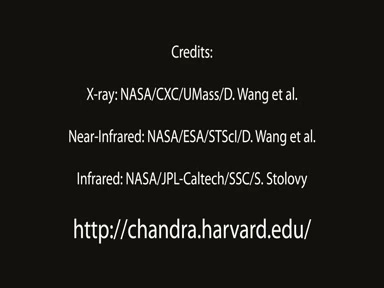 Credits:
X-ray: NASA/CXC/UMass/D. Wang et al.
Near-Infrared: NASA/ESA/STScI/D. Wang et al.
Infrared: NASA/JPL-Caltech/SSC/S. Stolovy
http://chandra.harvard.edu/